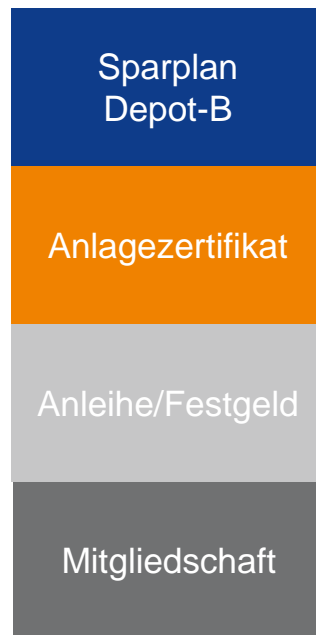 Sparplan
Depot-B
Anlagezertifikat
Anleihe/Festgeld
Mitgliedschaft